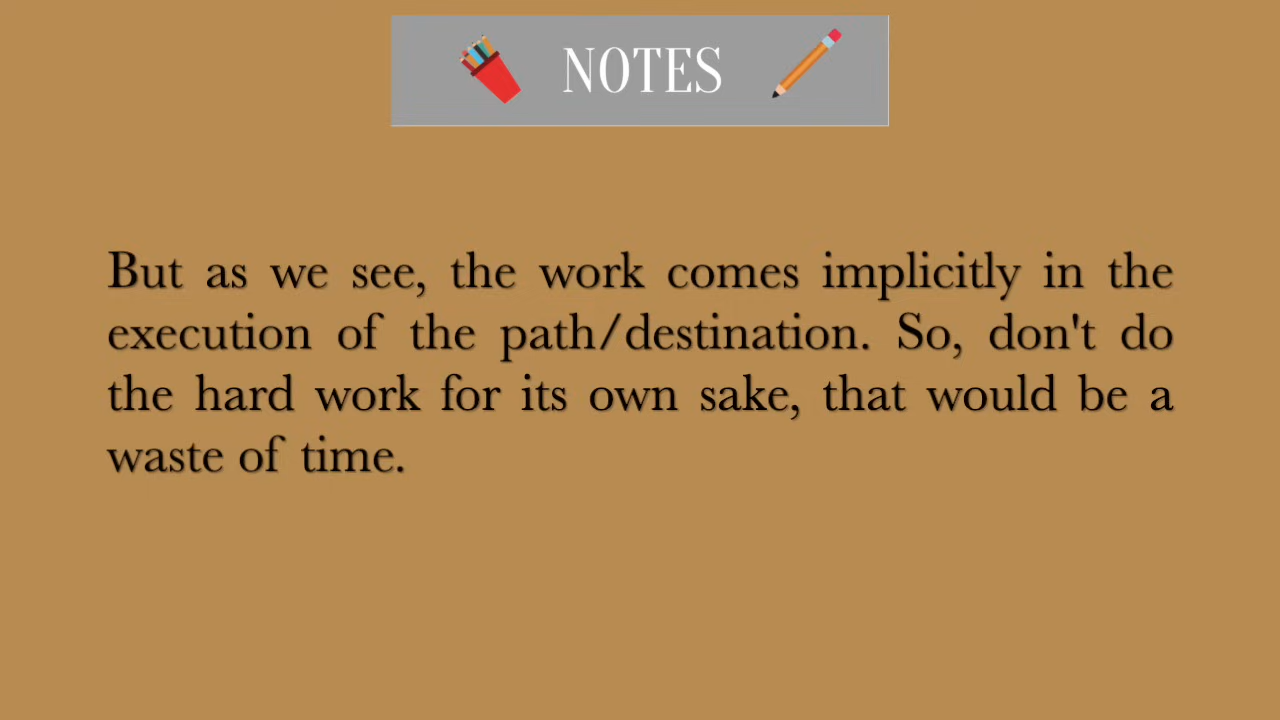 NOTES
But as we see, the work comes implicitly in the
execution of the path/destination. So, don't do
the hard work for its own sake, that would be a
waste of time.